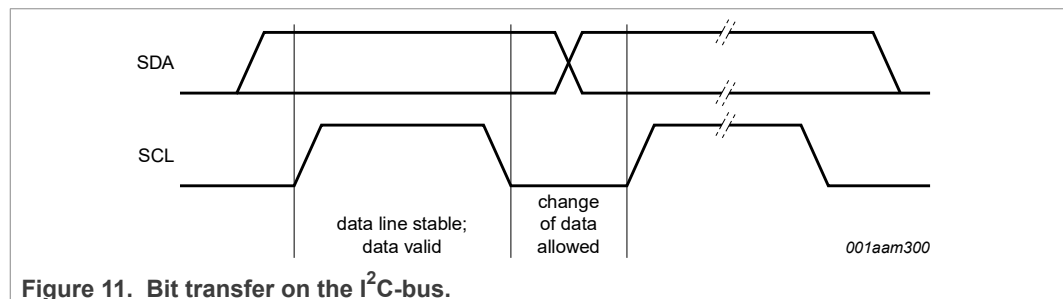 SDA
SCL
data line stable;
data valid
change
of data
allowed
001aam300
Figure 11. Bit transfer on the I²C-bus.